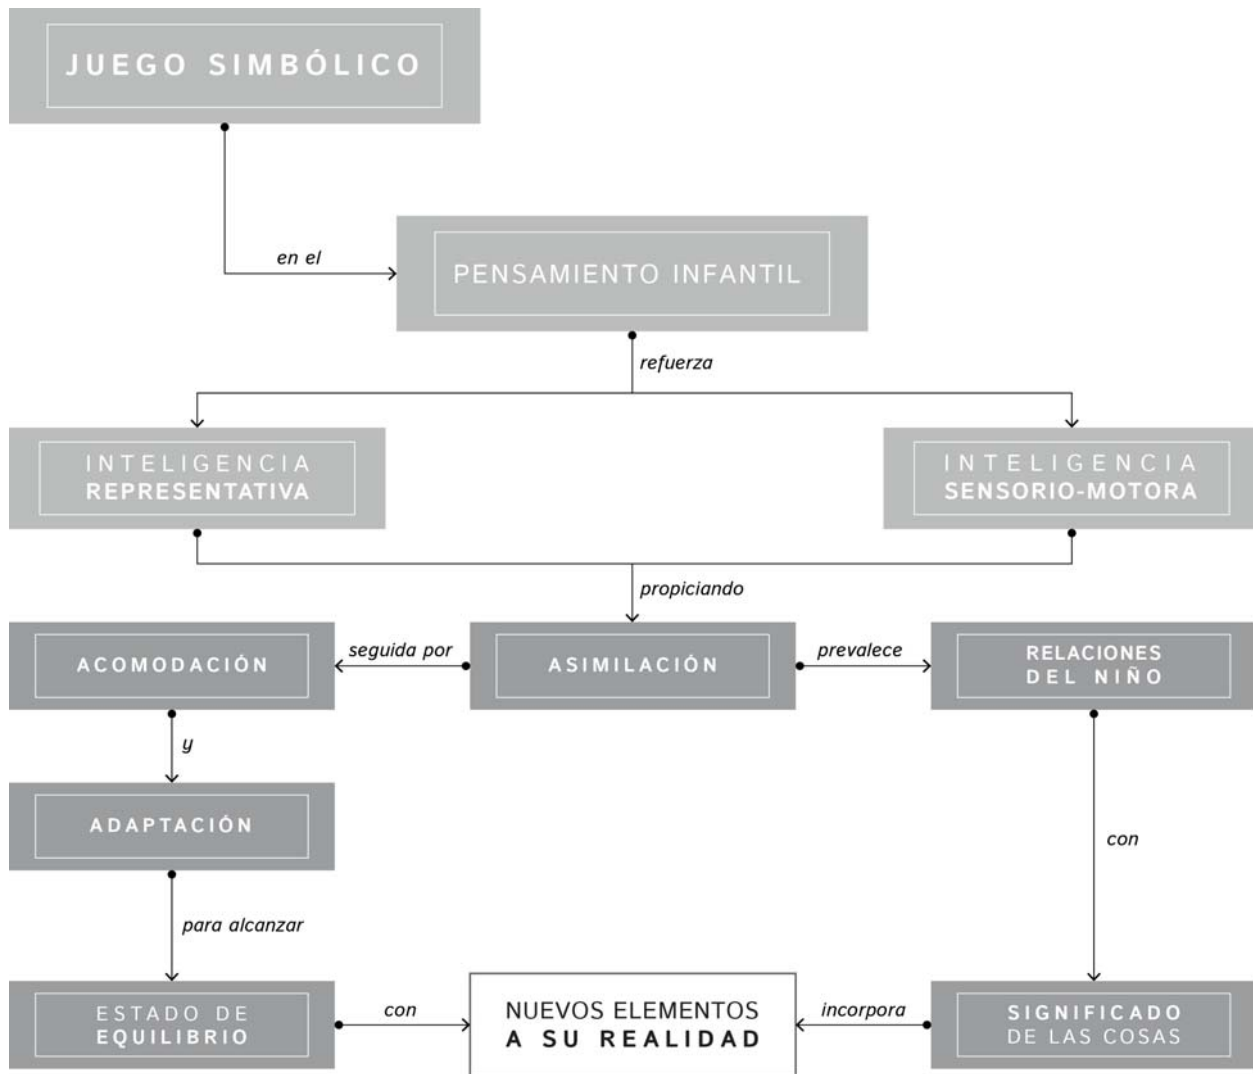 JUEGO SIMBÓLICO
en el
PENSAMIENTO INFANTIL
refuerza
INTELIGENCIA
REPRESENTATIVA
INTELIGENCIA
SENSORIO-MOTORA
propiciando
ACOMODACIÓN
seguida por
ASIMILACIÓN
prevalece
RELACIONES
DEL NIÑO
y
ADAPTACIÓN
con
para alcanzar
ESTADO DE
EQUILIBRIO
con
NUEVOS ELEMENTOS
A SU REALIDAD
incorpora
SIGNIFICADO
DE LAS COSAS